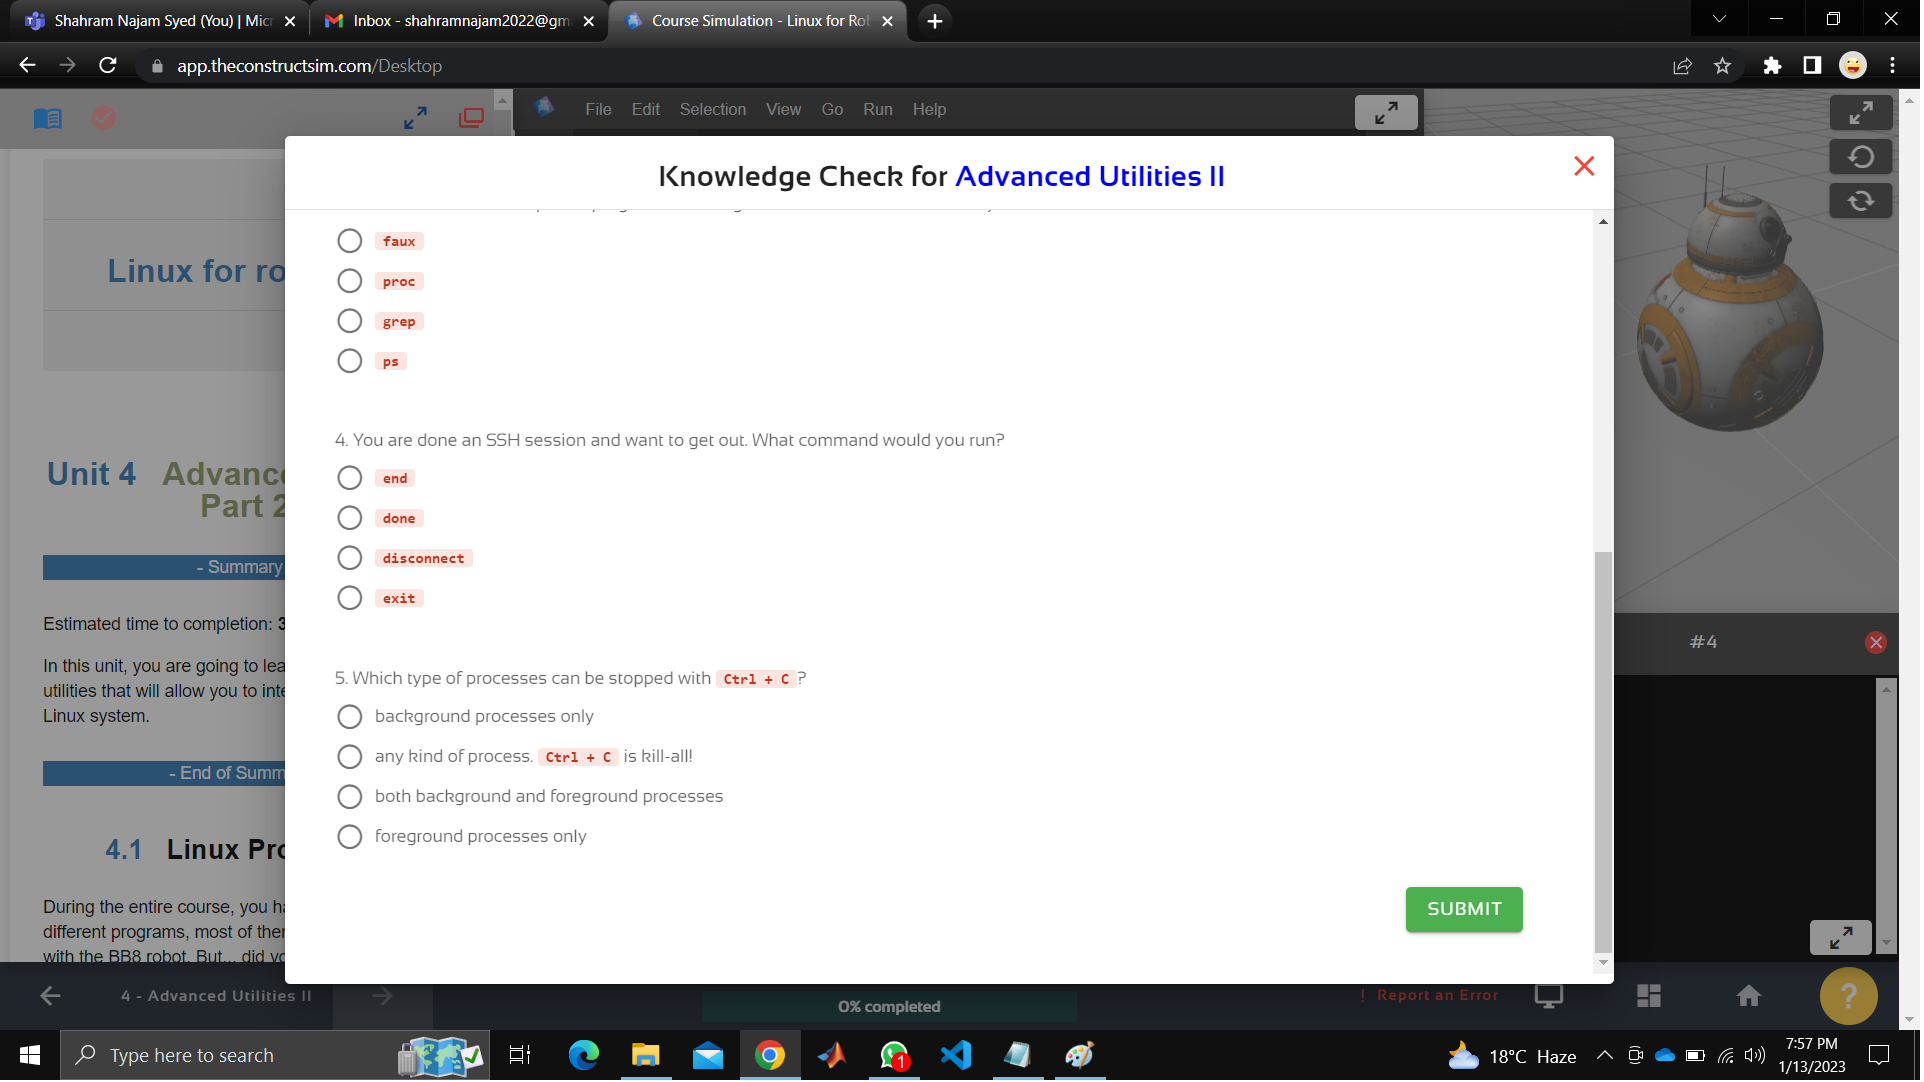 Shahram Najam Syed (You) | Micr
Inbox - shahramnajam2022@gm
Course Simulation - Linux for Rob
app.theconstructsim.com/Desktop
File Edit Selection View Go Run Help
Knowledge Check for Advanced Utilities II
faux
proc
grep
ps
4. You are done an SSH session and want to get out. What command would you run?
end
done
disconnect
exit
5. Which type of processes can be stopped with Ctrl + C ?
background processes only
any kind of process. Ctrl + C is kill-all!
both background and foreground processes
foreground processes only
SUBMIT
Linux for ro
Unit 4 Advance
Part 2
- Summary
Estimated time to completion: 3
In this unit, you are going to lea
utilities that will allow you to inte
Linux system.
- End of Summ
4.1 Linux Pro
During the entire course, you ha
different programs, most of ther
with the BB8 robot. But... did yo
#4
4 - Advanced Utilities II
0% completed
! Report an Error
?
Type here to search
1
18°C Haze
7:57 PM
1/13/2023